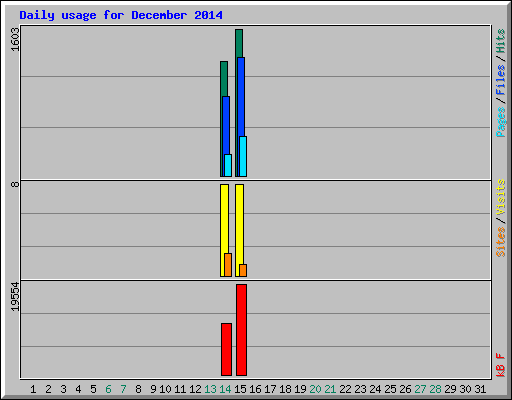 Daily usage for December 2014
1603
8
19554
Pages/Files/Hits
Sites/Visits
kB F
1 2 3 4 5 6 7 8 9 10 11 12 13 14 15 16 17 18 19 20 21 22 23 24 25 26 27 28 29 30 31